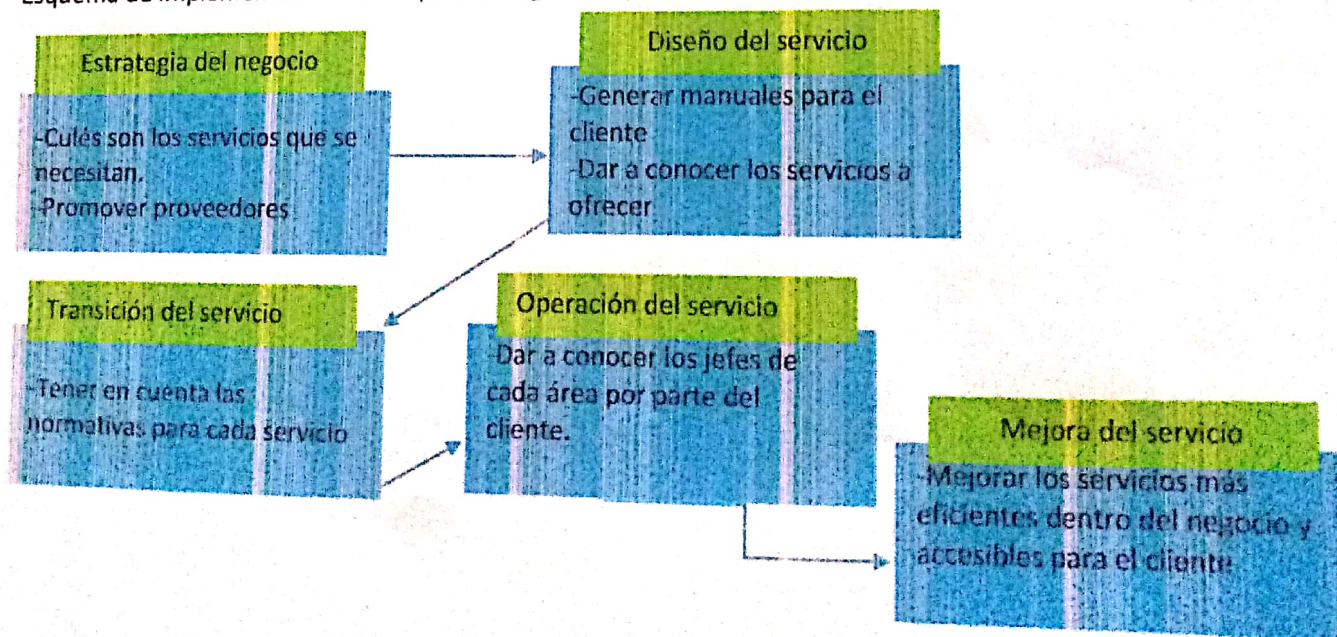 Esquema de
Estrategia del negocio
-Culés son los servicios que se
necesitan.
-Promover proveedores
Diseño del servicio
-Generar manuales para el
cliente
-Dar a conocer los servicios a
ofrecer
Transición del servicio
-Tener en cuenta las
normativas para cada servicio
Operación del servicio
-Dar a conocer los jefes de
cada área por parte del
cliente.
Mejora del servicio
-Mejorar los servicios más
eficientes dentro del negocio y
accesibles para el cliente